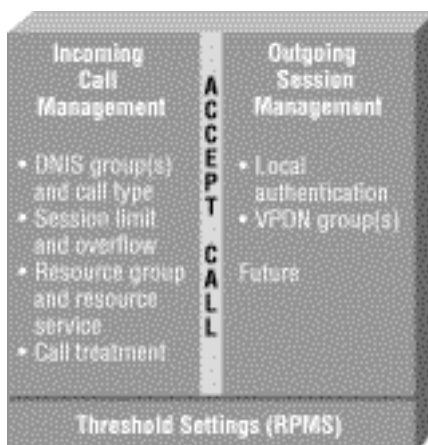 Incoming
Call
Management
• DNIS group(s)
and call type
• Session limit
and overflow
• Resource group
and resource
service
• Call treatment
ACCEPT CALL
Outgoing
Session
Management
• Local
authentication
• VPDN group(s)
Future
Threshold Settings (RPMS)